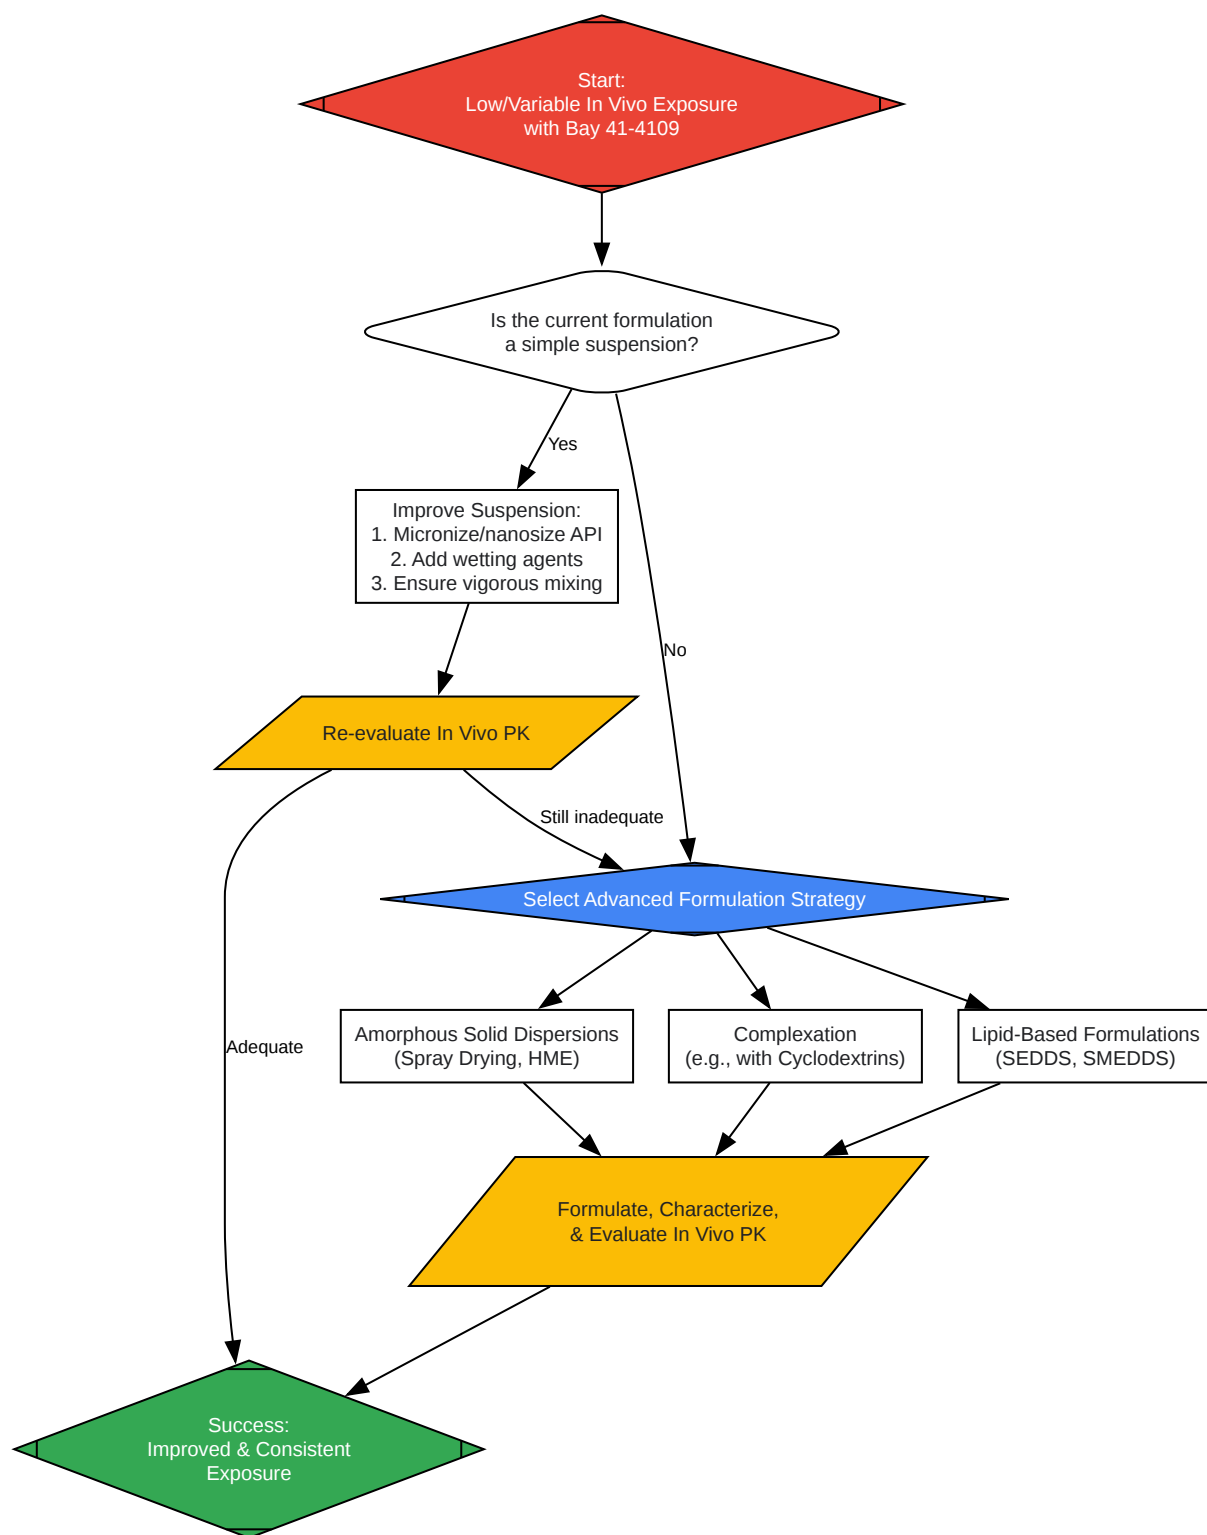 Start:
Low/Variable In Vivo Exposure
with Bay 41-4109
Is the current formulation
a simple suspension?
Yes
Improve Suspension:
1. Micronize/nanosize API
2. Add wetting agents
3. Ensure vigorous mixing
No
Re-evaluate In Vivo PK
Still inadequate
Select Advanced Formulation Strategy
Amorphous Solid Dispersions
(Spray Drying, HME)
Complexation
(e.g., with Cyclodextrins)
Lipid-Based Formulations
(SEDDS, SMEDDS)
Adequate
Formulate, Characterize,
& Evaluate In Vivo PK
Success:
Improved & Consistent
Exposure